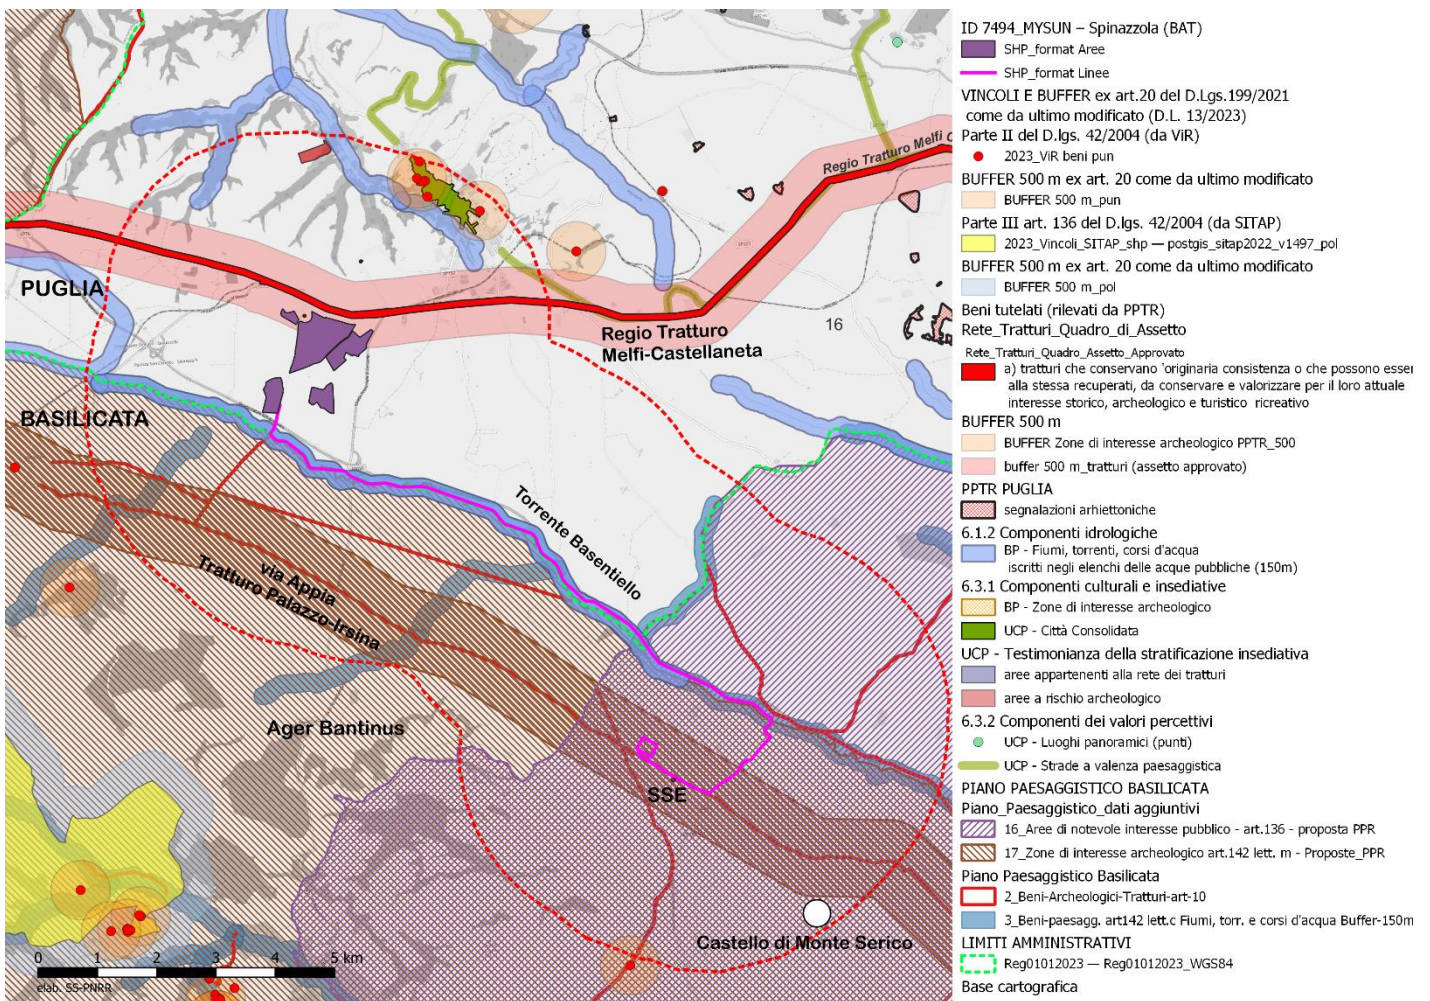 PUGLIA
BASILICATA
Regio Tratturo Melfi C
Regio Tratturo
Melfi-Castellaneta
16
Torrente Basentiello
via Appia
Tratturo Palazzo-Irsina
Ager Bantinus
SSE
Castello di Monte Serico
0 1 2 3 4 5 km
elab. SS-PNRR
ID 7494_MYSUN – Spinazzola (BAT)
SHP_format Aree
SHP_format Linee
VINCOLI E BUFFER ex art.20 del D.Lgs.199/2021
come da ultimo modificato (D.L. 13/2023)
Parte II del D.lgs. 42/2004 (da ViR)
2023_ViR beni pun
BUFFER 500 m ex art. 20 come da ultimo modificato
BUFFER 500 m_pun
Parte III art. 136 del D.lgs. 42/2004 (da SITAP)
2023_Vincoli_SITAP_shp — postgis_sitap2022_v1497_pol
BUFFER 500 m ex art. 20 come da ultimo modificato
BUFFER 500 m_pol
Beni tutelati (rilevati da PPTR)
Rete_Tratturi_Quadro_di_Assetto
Rete_Tratturi_Quadro_Assetto_Approvato
a) tratturi che conservano 'originaria consistenza o che possono esser
alla stessa recuperati, da conservare e valorizzare per il loro attuale
interesse storico, archeologico e turistico ricreativo
BUFFER 500 m
BUFFER Zone di interesse archeologico PPTR_500
buffer 500 m_tratturi (assetto approvato)
PPTR PUGLIA
segnalazioni arhiettoniche
6.1.2 Componenti idrologiche
BP - Fiumi, torrenti, corsi d'acqua
iscritti negli elenchi delle acque pubbliche (150m)
6.3.1 Componenti culturali e insediative
BP - Zone di interesse archeologico
UCP - Città Consolidata
UCP - Testimonianza della stratificazione insediativa
aree appartenenti alla rete dei tratturi
aree a rischio archeologico
6.3.2 Componenti dei valori percettivi
UCP - Luoghi panoramici (punti)
UCP - Strade a valenza paesaggistica
PIANO PAESAGGISTICO BASILICATA
Piano_Paesaggistico_dati aggiuntivi
16_Aree di notevole interesse pubblico - art.136 - proposta PPR
17_Zone di interesse archeologico art.142 lett. m - Proposte_PPR
Piano Paesaggistico Basilicata
2_Beni-Archeologici-Tratturi-art-10
3_Beni-paesagg. art142 lett.c Fiumi, torr. e corsi d'acqua Buffer-150m
LIMITI AMMINISTRATIVI
Reg01012023 — Reg01012023_WGS84
Base cartografica